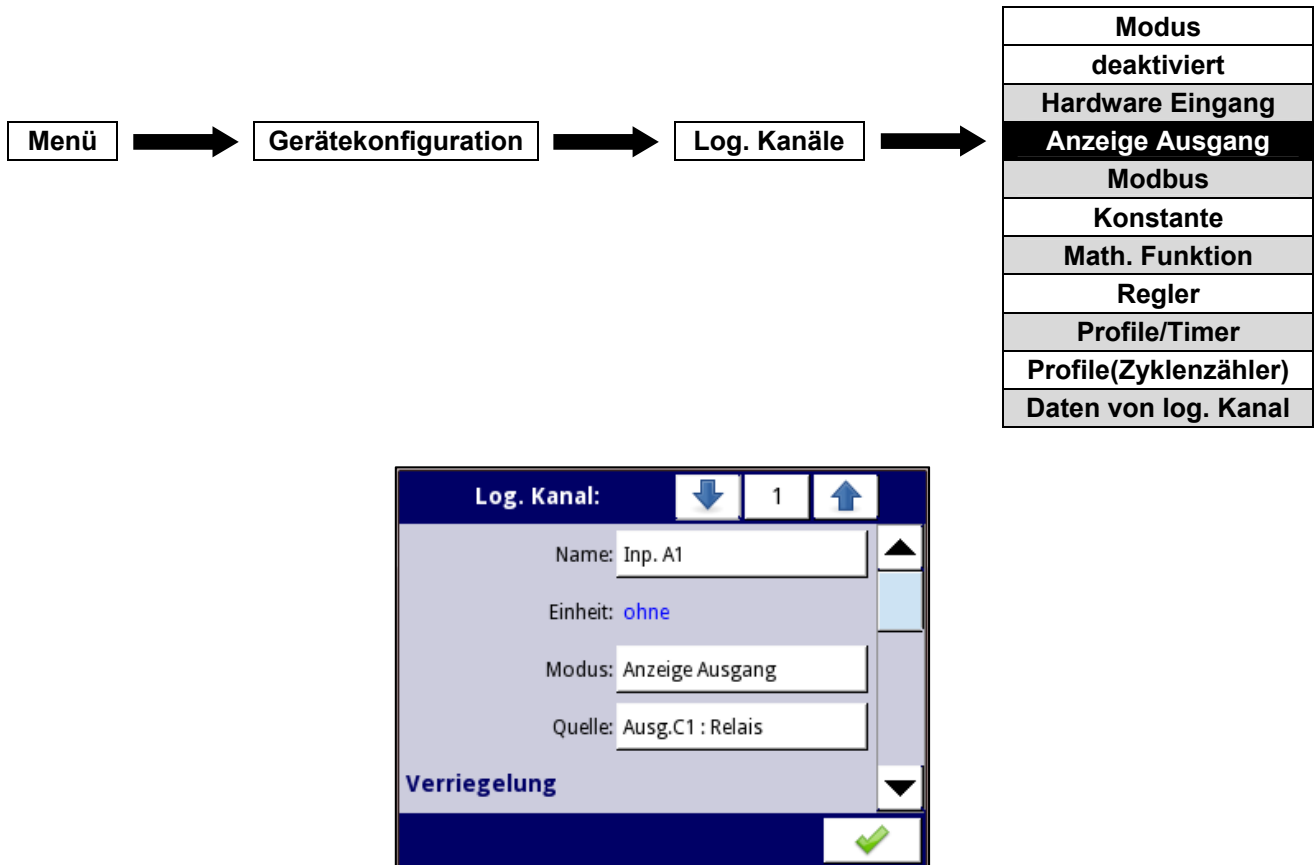 Menü
Gerätekonfiguration
Log. Kanäle
Modus
deaktiviert
Hardware Eingang
Anzeige Ausgang
Modbus
Konstante
Math. Funktion
Regler
Profile/Timer
Profile(Zyklenzähler)
Daten von log. Kanal
Log. Kanal: 1
Name: Inp. A1
Einheit: ohne
Modus: Anzeige Ausgang
Quelle: Ausg.C1 : Relais
Verriegelung